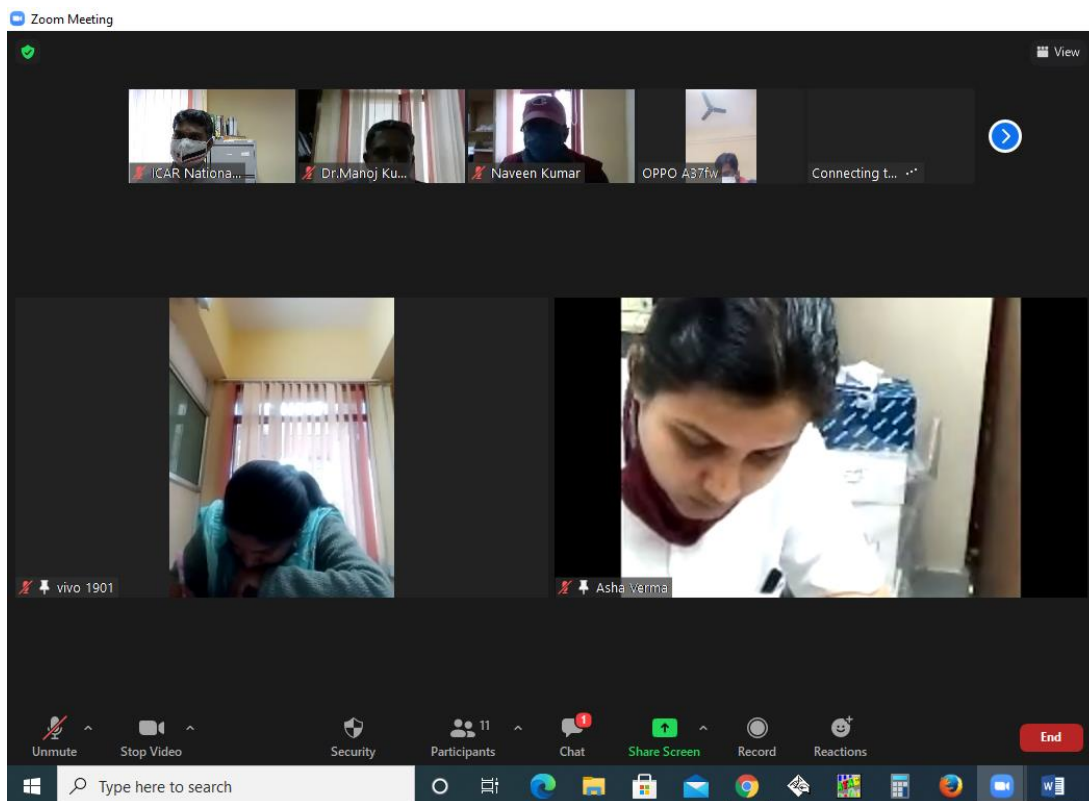 Zoom Meeting
View
ICAR Nationa...
Dr.Manoj Ku...
Naveen Kumar
OPPO A37fw
Connecting t...
vivo 1901
Asha Verma
11
1
Unmute
Stop Video
Security
Participants
Chat
Share Screen
Record
Reactions
End
Type here to search